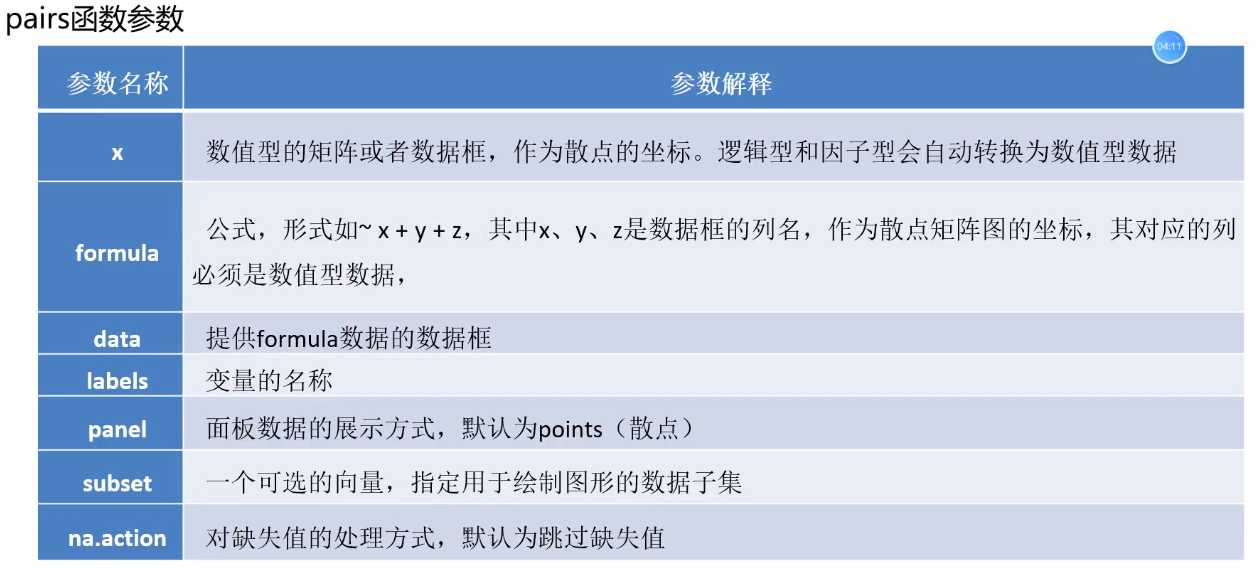 pairs函数参数
04:11
参数名称 参数解释
x 数值型的矩阵或者数据框，作为散点的坐标。逻辑型和因子型会自动转换为数值型数据
formula 公式，形式如~ x + y + z，其中x、y、z是数据框的列名，作为散点矩阵图的坐标，其对应的列
必须是数值型数据，
data 提供formula数据的数据框
labels 变量的名称
panel 面板数据的展示方式，默认为points（散点）
subset 一个可选的向量，指定用于绘制图形的数据子集
na.action 对缺失值的处理方式，默认为跳过缺失值